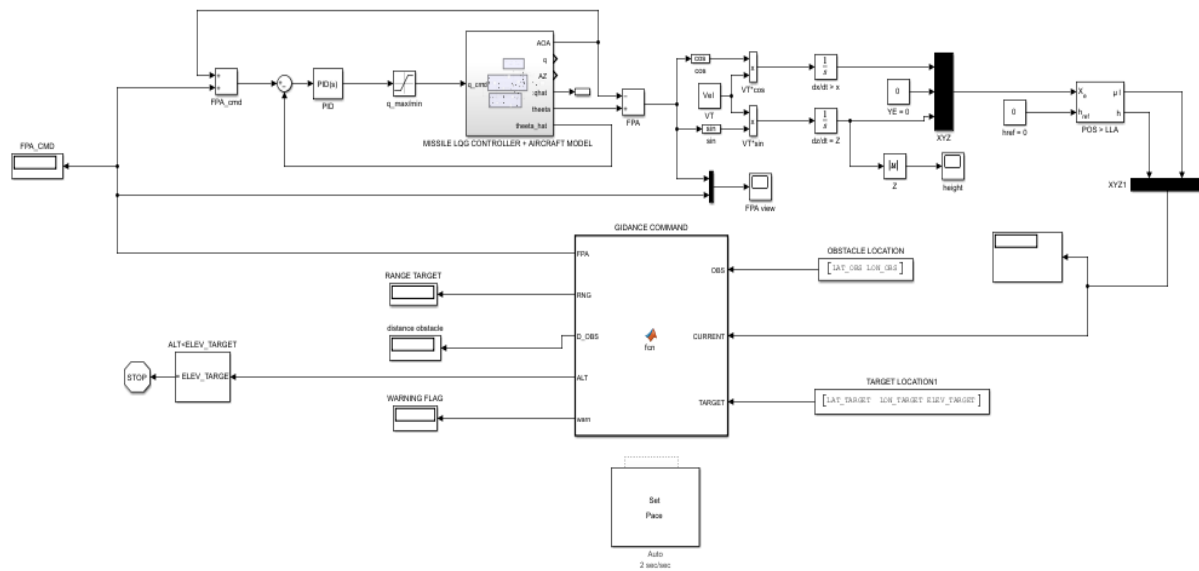 AOA
q
AZ
qhat
theeta
theeta_hat
q_cmd
MISSILE LQG CONTROLLER + AIRCRAFT MODEL
FPA_cmd
PID(s)
PID
q_max/min
FPA
cos
cos
sin
sin
Vel
VT
VT*cos
VT*sin
1
s
dx/dt > x
1
s
dz/dt = Z
0
YE = 0
XYZ
|u|
Z
height
0
href = 0
X
e
h
ref
μ l
h
POS > LLA
XYZ1
FPA view
FPA_CMD
GIDANCE COMMAND
FPA
RNG
D_OBS
ALT
warn
OBS
CURRENT
TARGET
fcn
OBSTACLE LOCATION
[LAT_OBS LON_OBS]
TARGET LOCATION1
[LAT_TARGET LON_TARGET ELEV_TARGET]
RANGE TARGET
distance obstacle
ALT<ELEV_TARGET
ELEV_TARGE
STOP
WARNING FLAG
Set
Pace
Auto
2 sec/sec